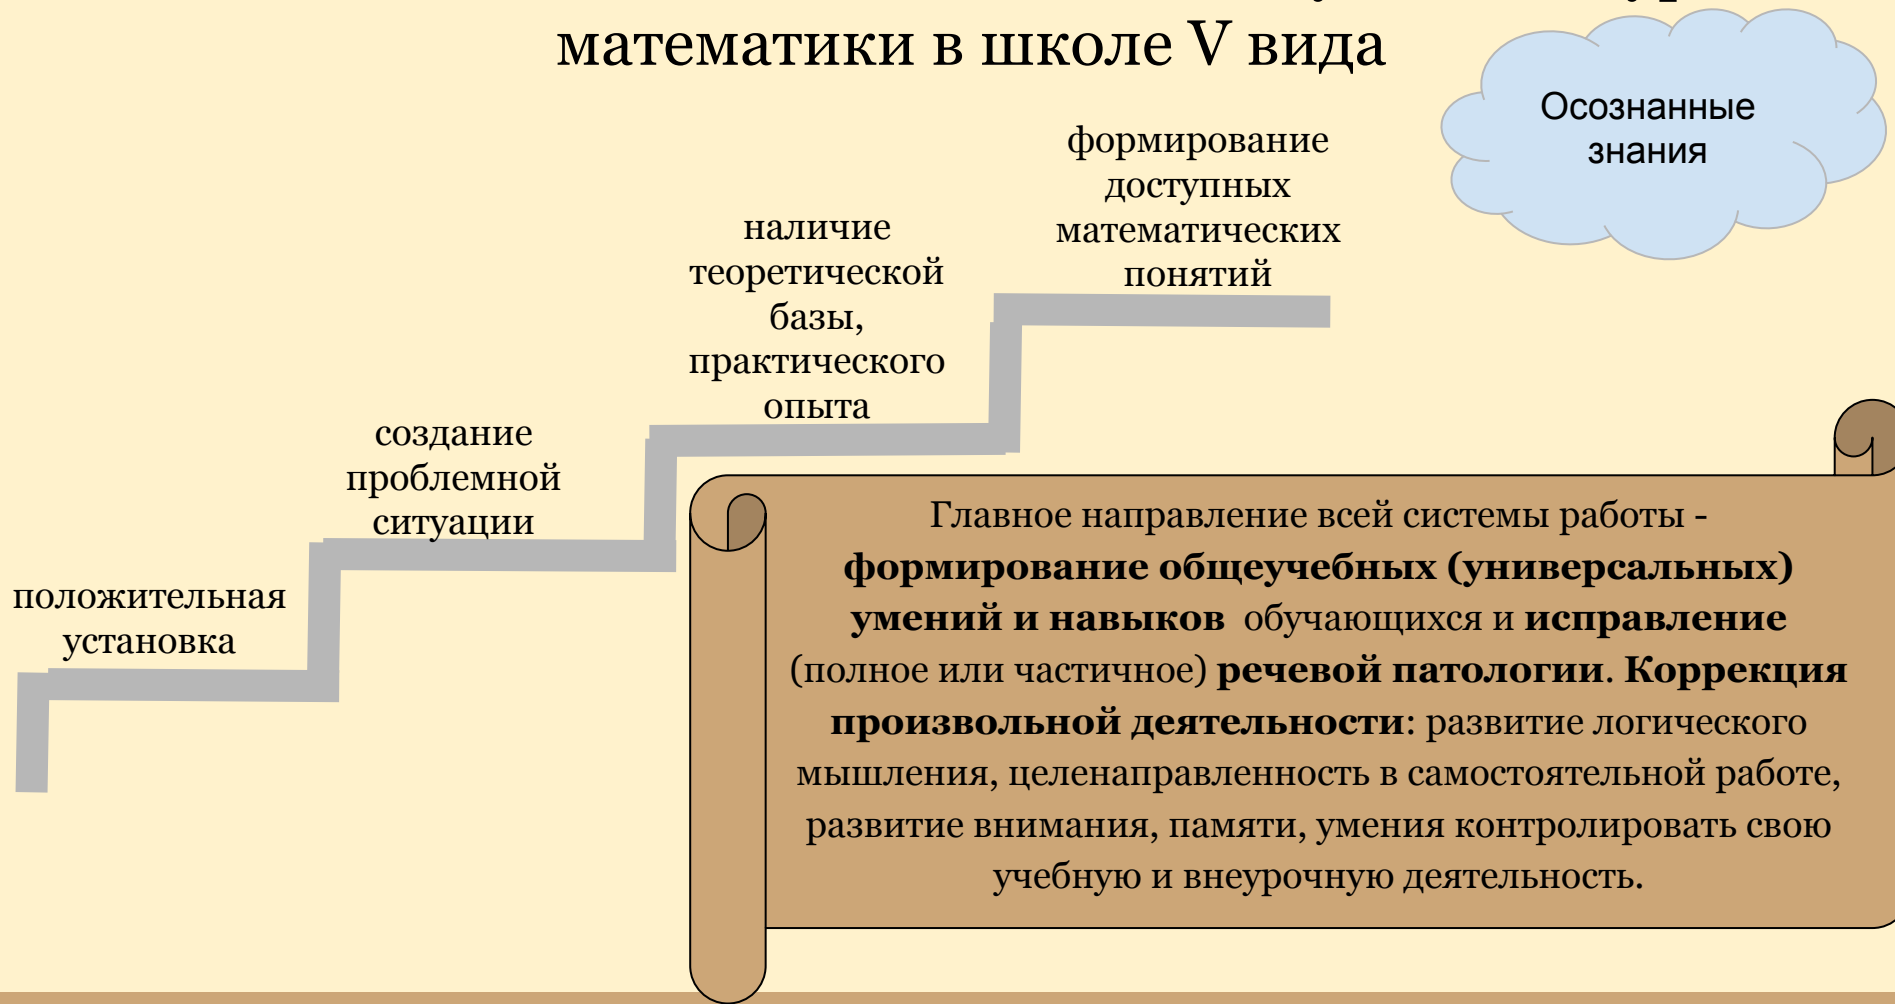 математики в школе V вида
Осознанные
знания
формирование
доступных
математических
понятий
наличие
теоретической
базы,
практического
опыта
создание
проблемной
ситуации
положительная
установка
Главное направление всей системы работы -
формирование общеучебных (универсальных)
умений и навыков обучающихся и исправление
(полное или частичное) речевой патологии. Коррекция
произвольной деятельности: развитие логического
мышления, целенаправленность в самостоятельной работе,
развитие внимания, памяти, умения контролировать свою
учебную и внеурочную деятельность.